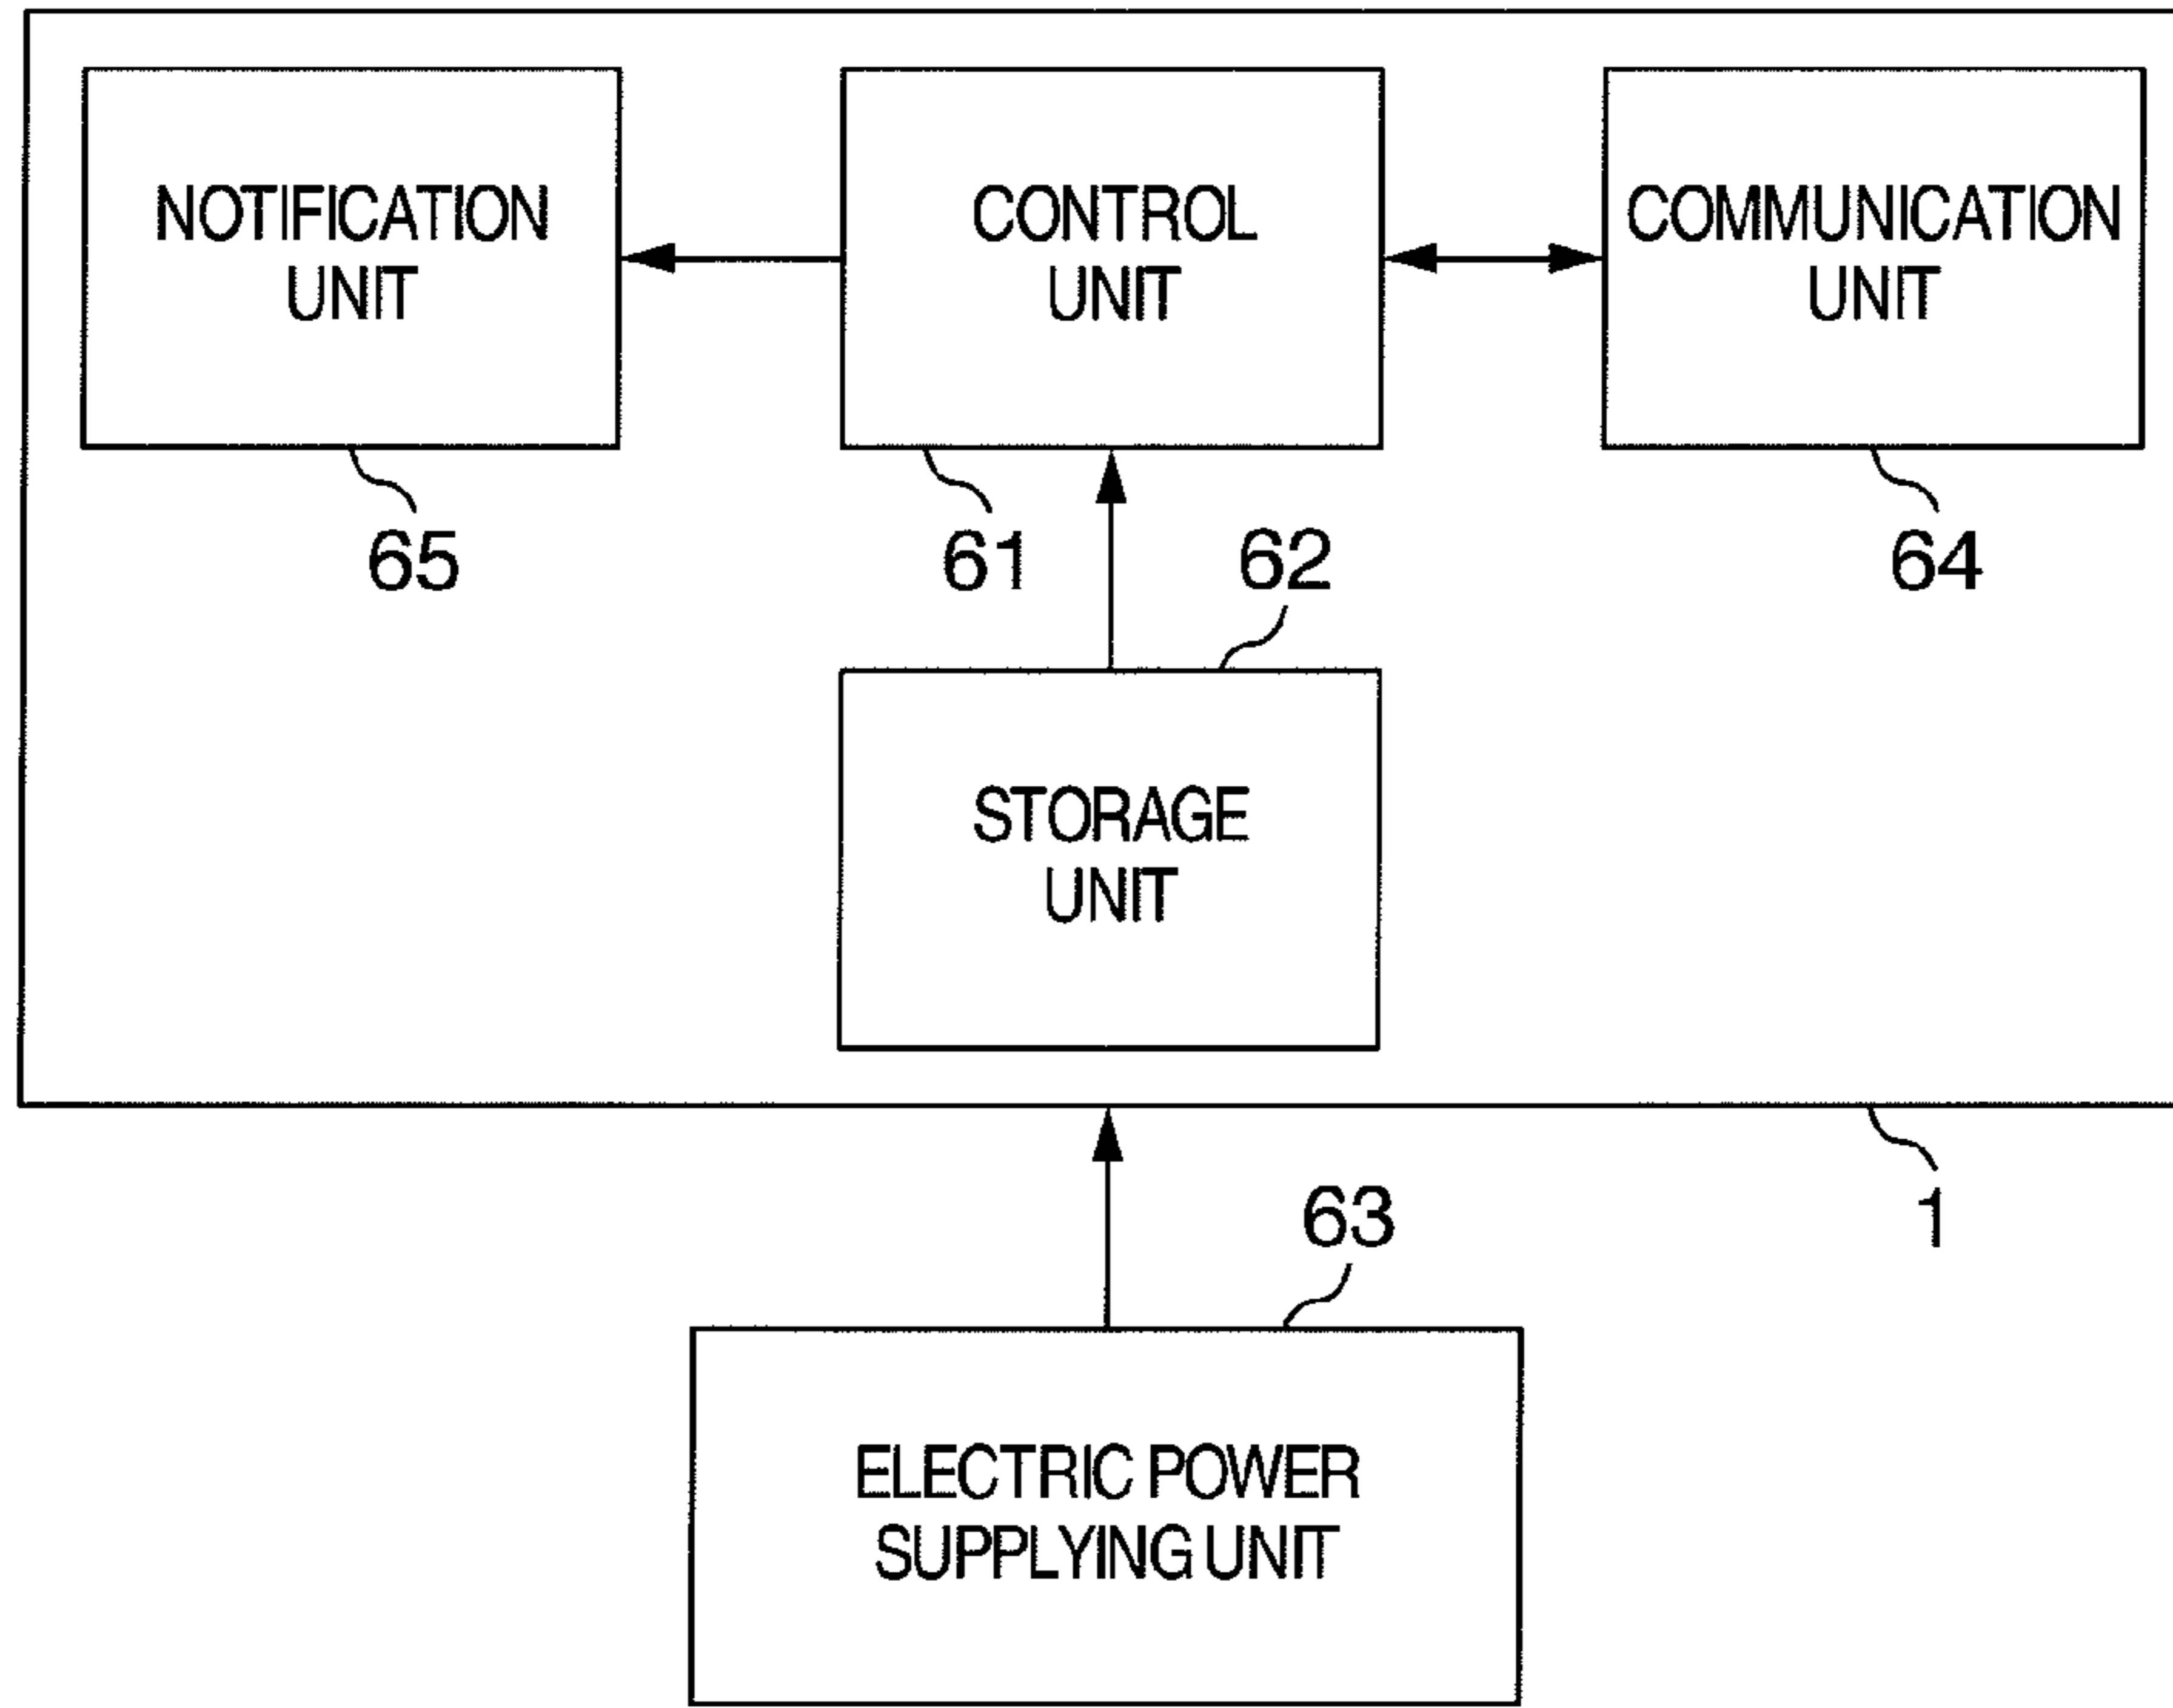 NOTIFICATION
UNIT
CONTROL
UNIT
COMMUNICATION
UNIT
65
61
62
64
STORAGE
UNIT
63
1
ELECTRIC POWER
SUPPLYING UNIT